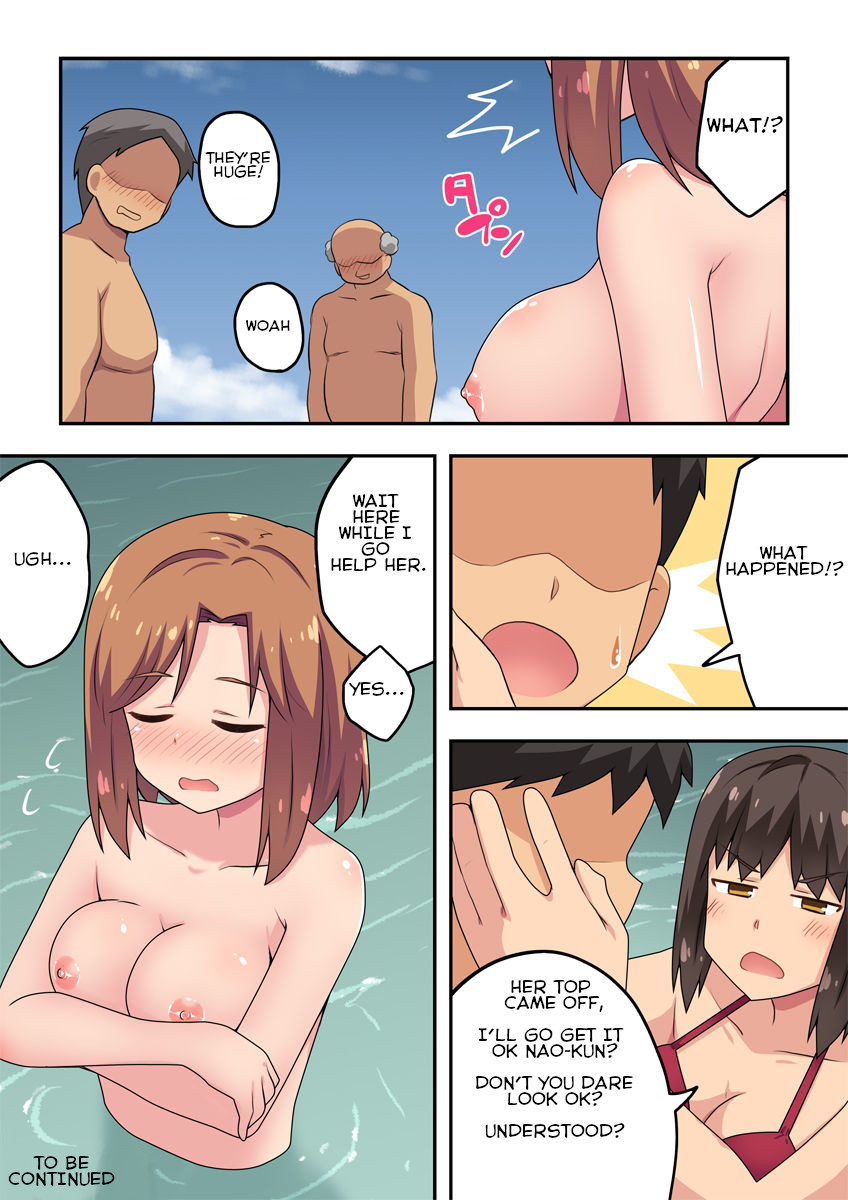 WHAT!?
タペン
THEY'RE
HUGE!
WOAH
WHAT
HAPPENED!?
HER TOP
CAME OFF,
I'LL GO GET IT
OK NAO-KUN?
DON'T YOU DARE
LOOK OK?
UNDERSTOOD?
WAIT
HERE
WHILE I
GO
HELP HER.
YES...
UGH...
TO BE
CONTINUED